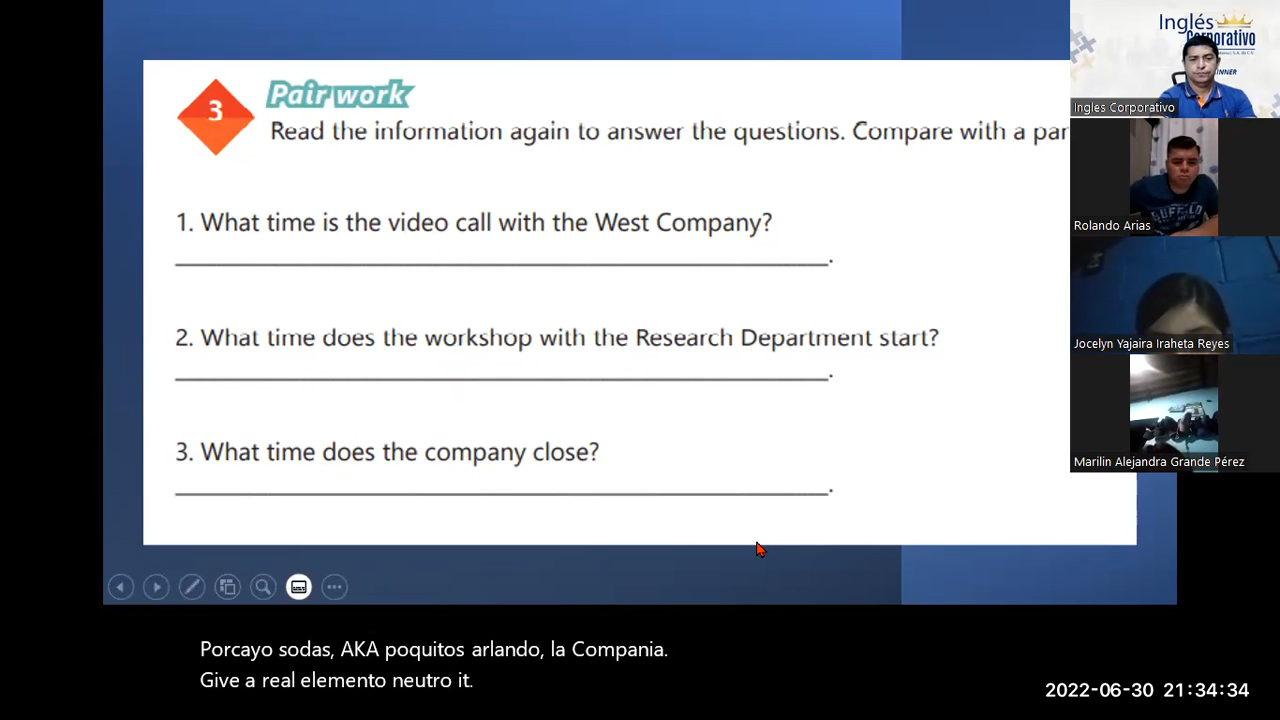 3
Pair work
Read the information again to answer the questions. Compare with a par
1. What time is the video call with the West Company?
2. What time does the workshop with the Research Department start?
3. What time does the company close?
Inglés
Corporativo
Ingles Corporativo
BUFFALO
Rolando Arias
Jocelyn Yajaira Iraheta Reyes
Marilin Alejandra Grande Pérez
Porcayo sodas, AKA poquitos arlando, la Compania.
Give a real elemento neutro it.
2022-06-30 21:34:34